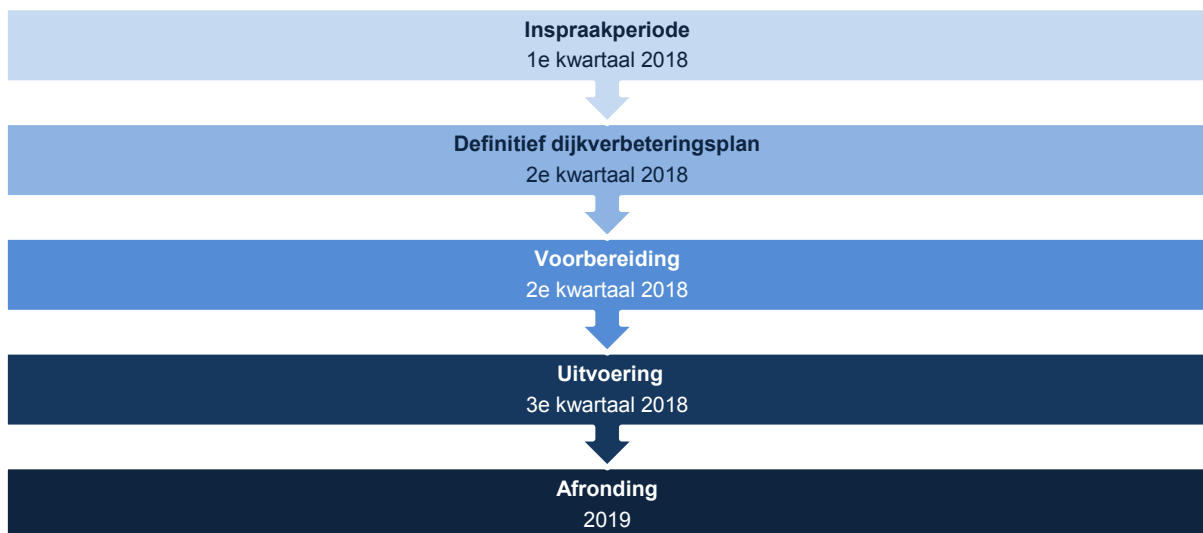 Inspraakperiode
1e kwartaal 2018
Definitief dijkverbeteringsplan
2e kwartaal 2018
Voorbereiding
2e kwartaal 2018
Uitvoering
3e kwartaal 2018
Afronding
2019